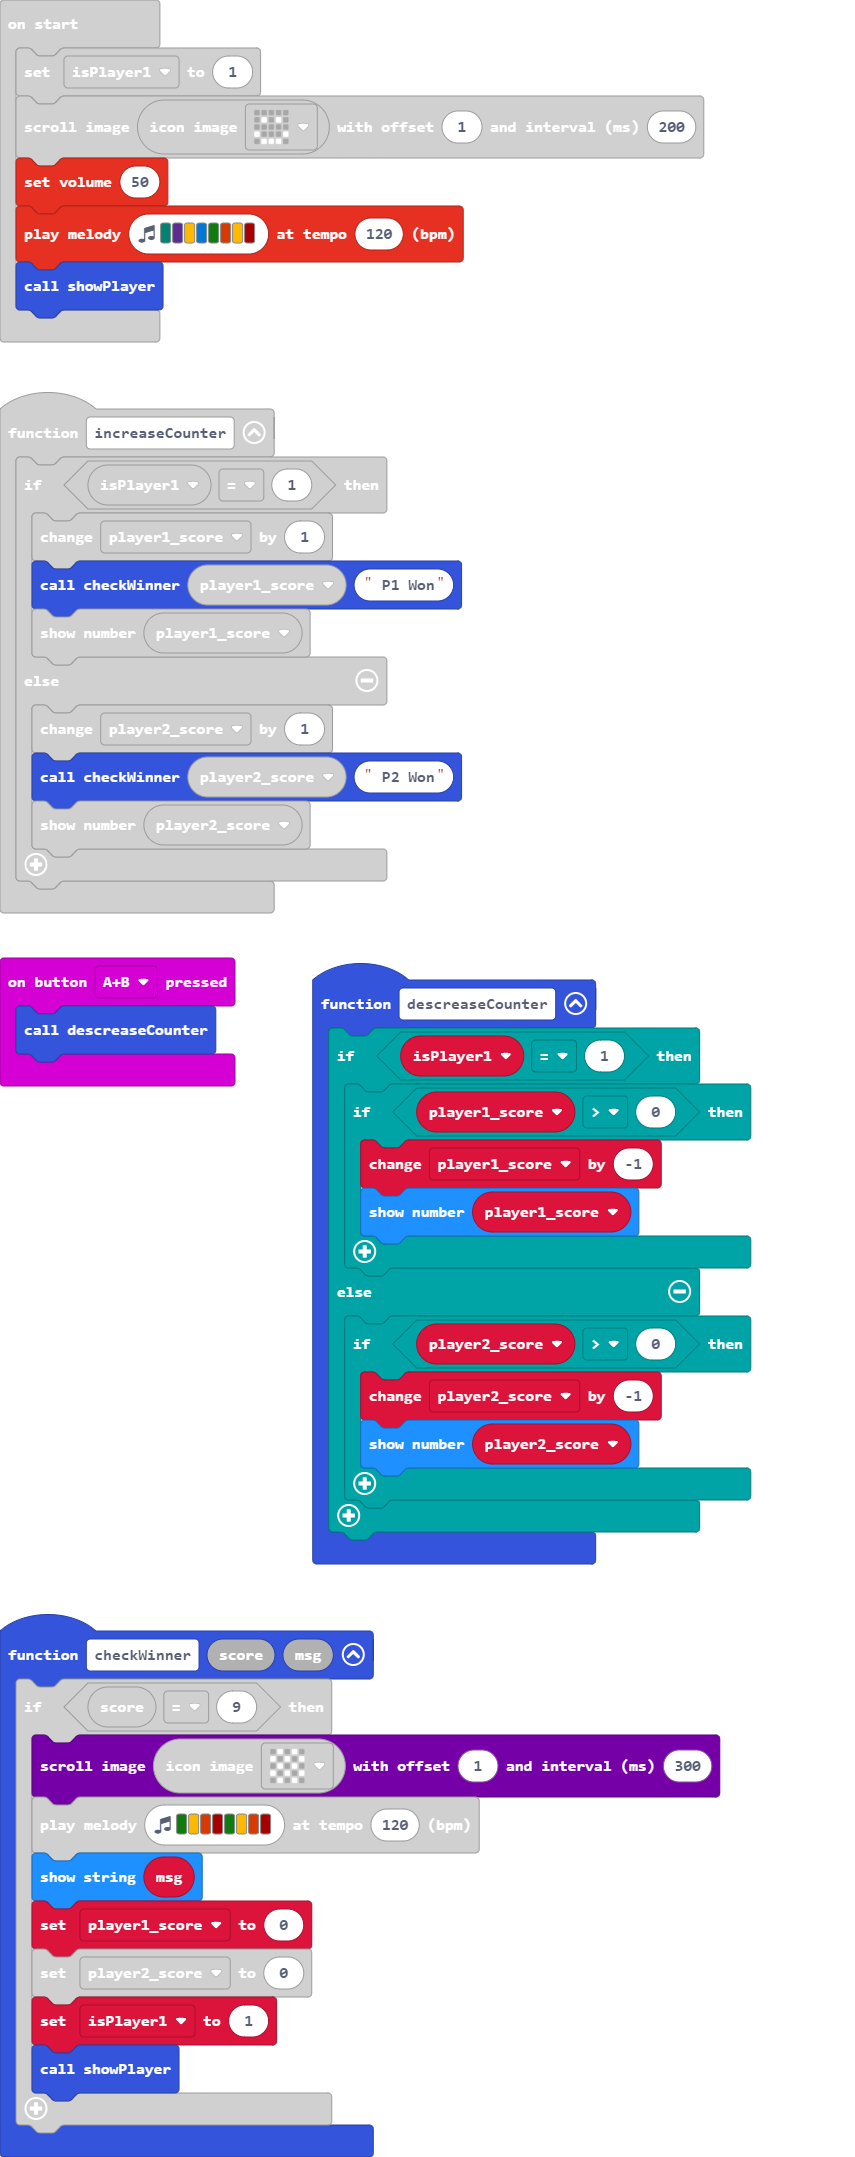 on start
set isPlayer1 to 1
scroll image icon image with offset 1 and interval (ms) 200
set volume 50
play melody at tempo 120 (bpm)
call showPlayer
function increaseCounter
if isPlayer1 = 1 then
change player1_score by 1
call checkWinner player1_score " P1 Won"
show number player1_score
else
change player2_score by 1
call checkWinner player2_score " P2 Won"
show number player2_score
on button A+B pressed
call descreaseCounter
function descreaseCounter
if isPlayer1 = 1 then
if player1_score > 0 then
change player1_score by -1
show number player1_score
else
if player2_score > 0 then
change player2_score by -1
show number player2_score
function checkWinner score msg
if score = 9 then
scroll image icon image with offset 1 and interval (ms) 300
play melody at tempo 120 (bpm)
show string msg
set player1_score to 0
set player2_score to 0
set isPlayer1 to 1
call showPlayer